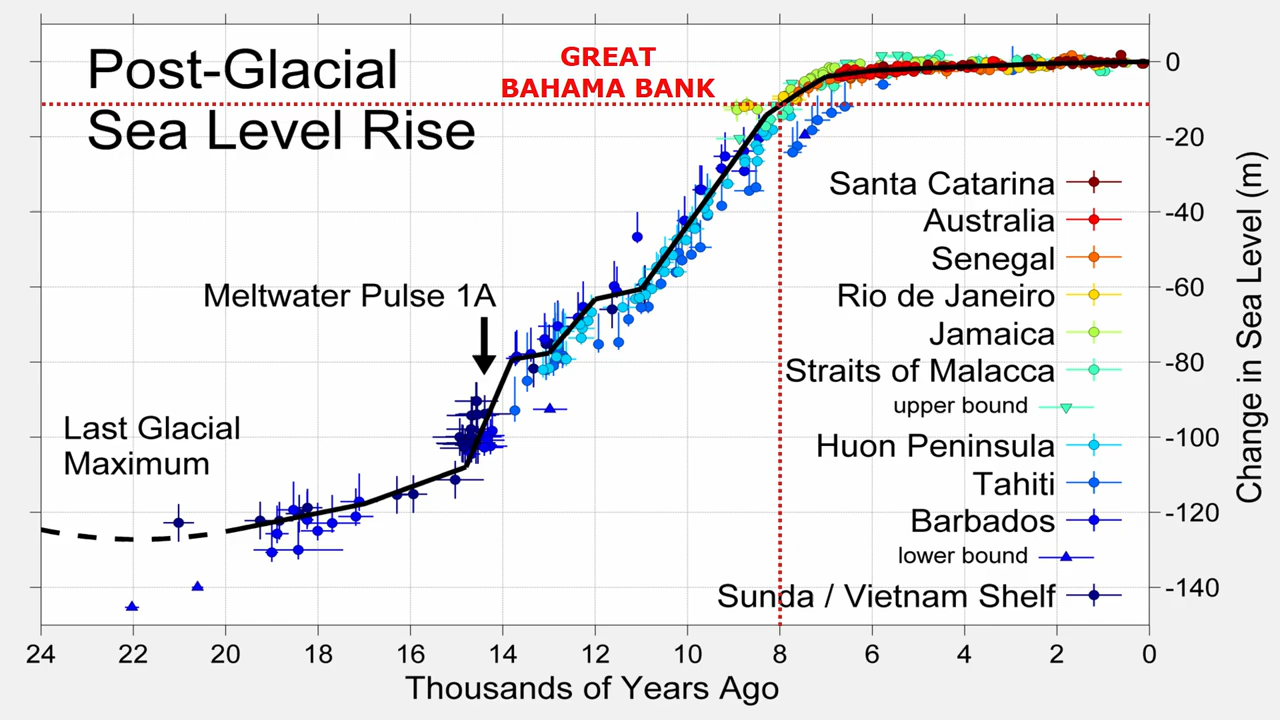 Post-Glacial
Sea Level Rise
GREAT
BAHAMA BANK
Meltwater Pulse 1A
Last Glacial
Maximum
Santa Catarina
Australia
Senegal
Rio de Janeiro
Jamaica
Straits of Malacca
upper bound
Huon Peninsula
Tahiti
Barbados
lower bound
Sunda / Vietnam Shelf
0
-20
-40
-60
-80
-100
-120
-140
Change in Sea Level (m)
24 22 20 18 16 14 12 10 8 6 4 2 0
Thousands of Years Ago